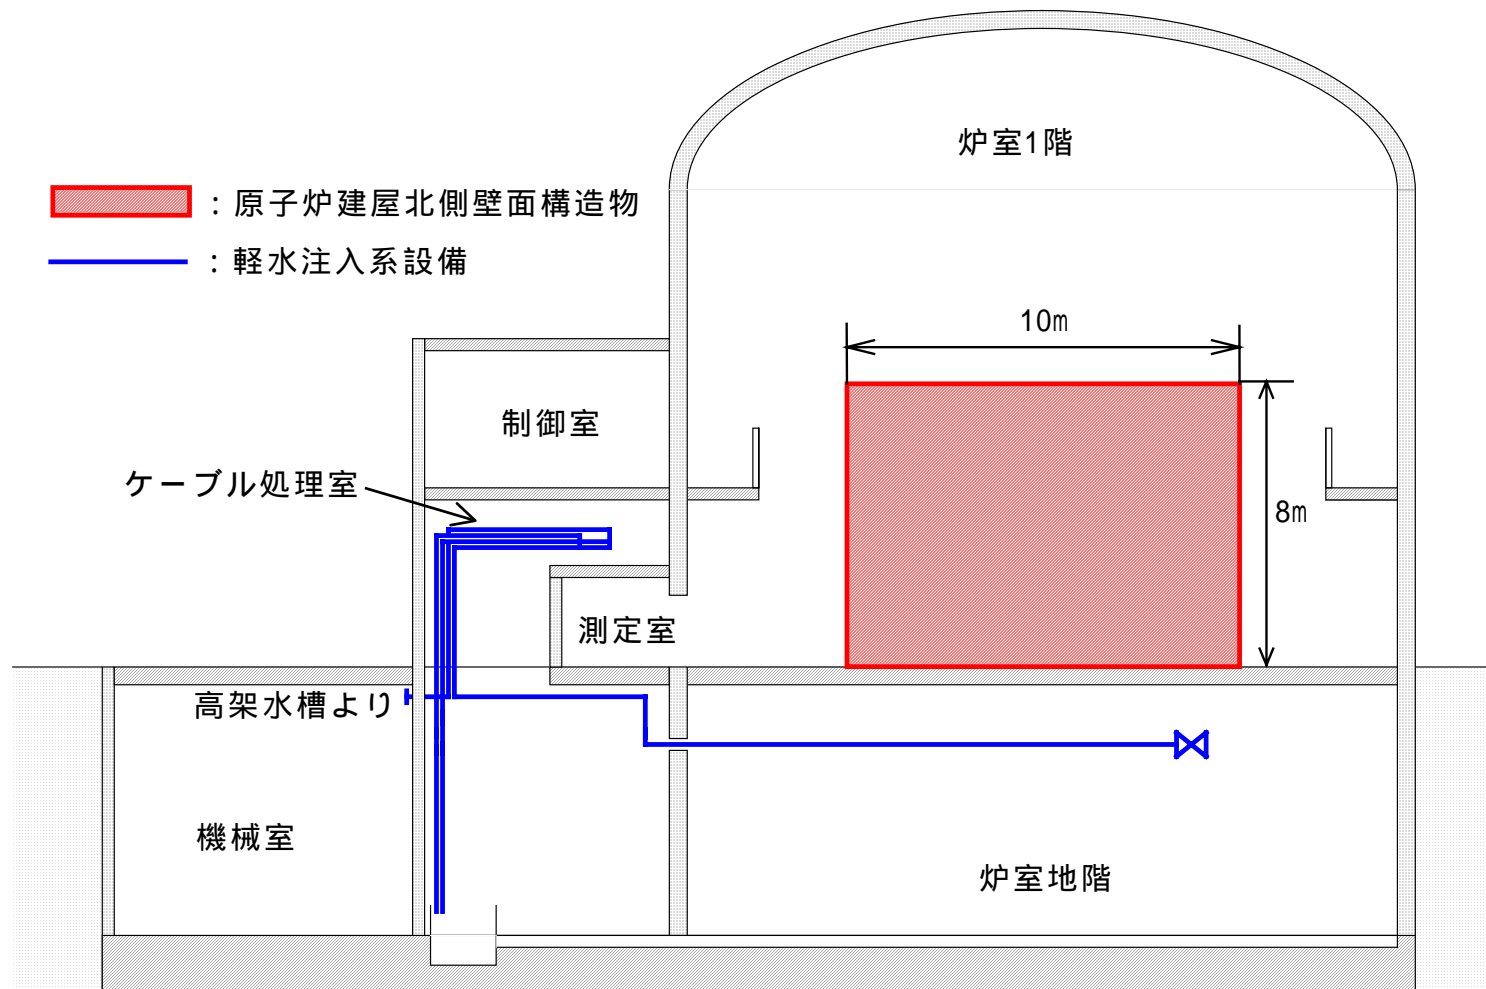 炉室1階
：原子炉建屋北側壁面構造物
：軽水注入系設備
10m
制御室
ケーブル処理室
8m
測定室
高架水槽より
機械室
炉室地階